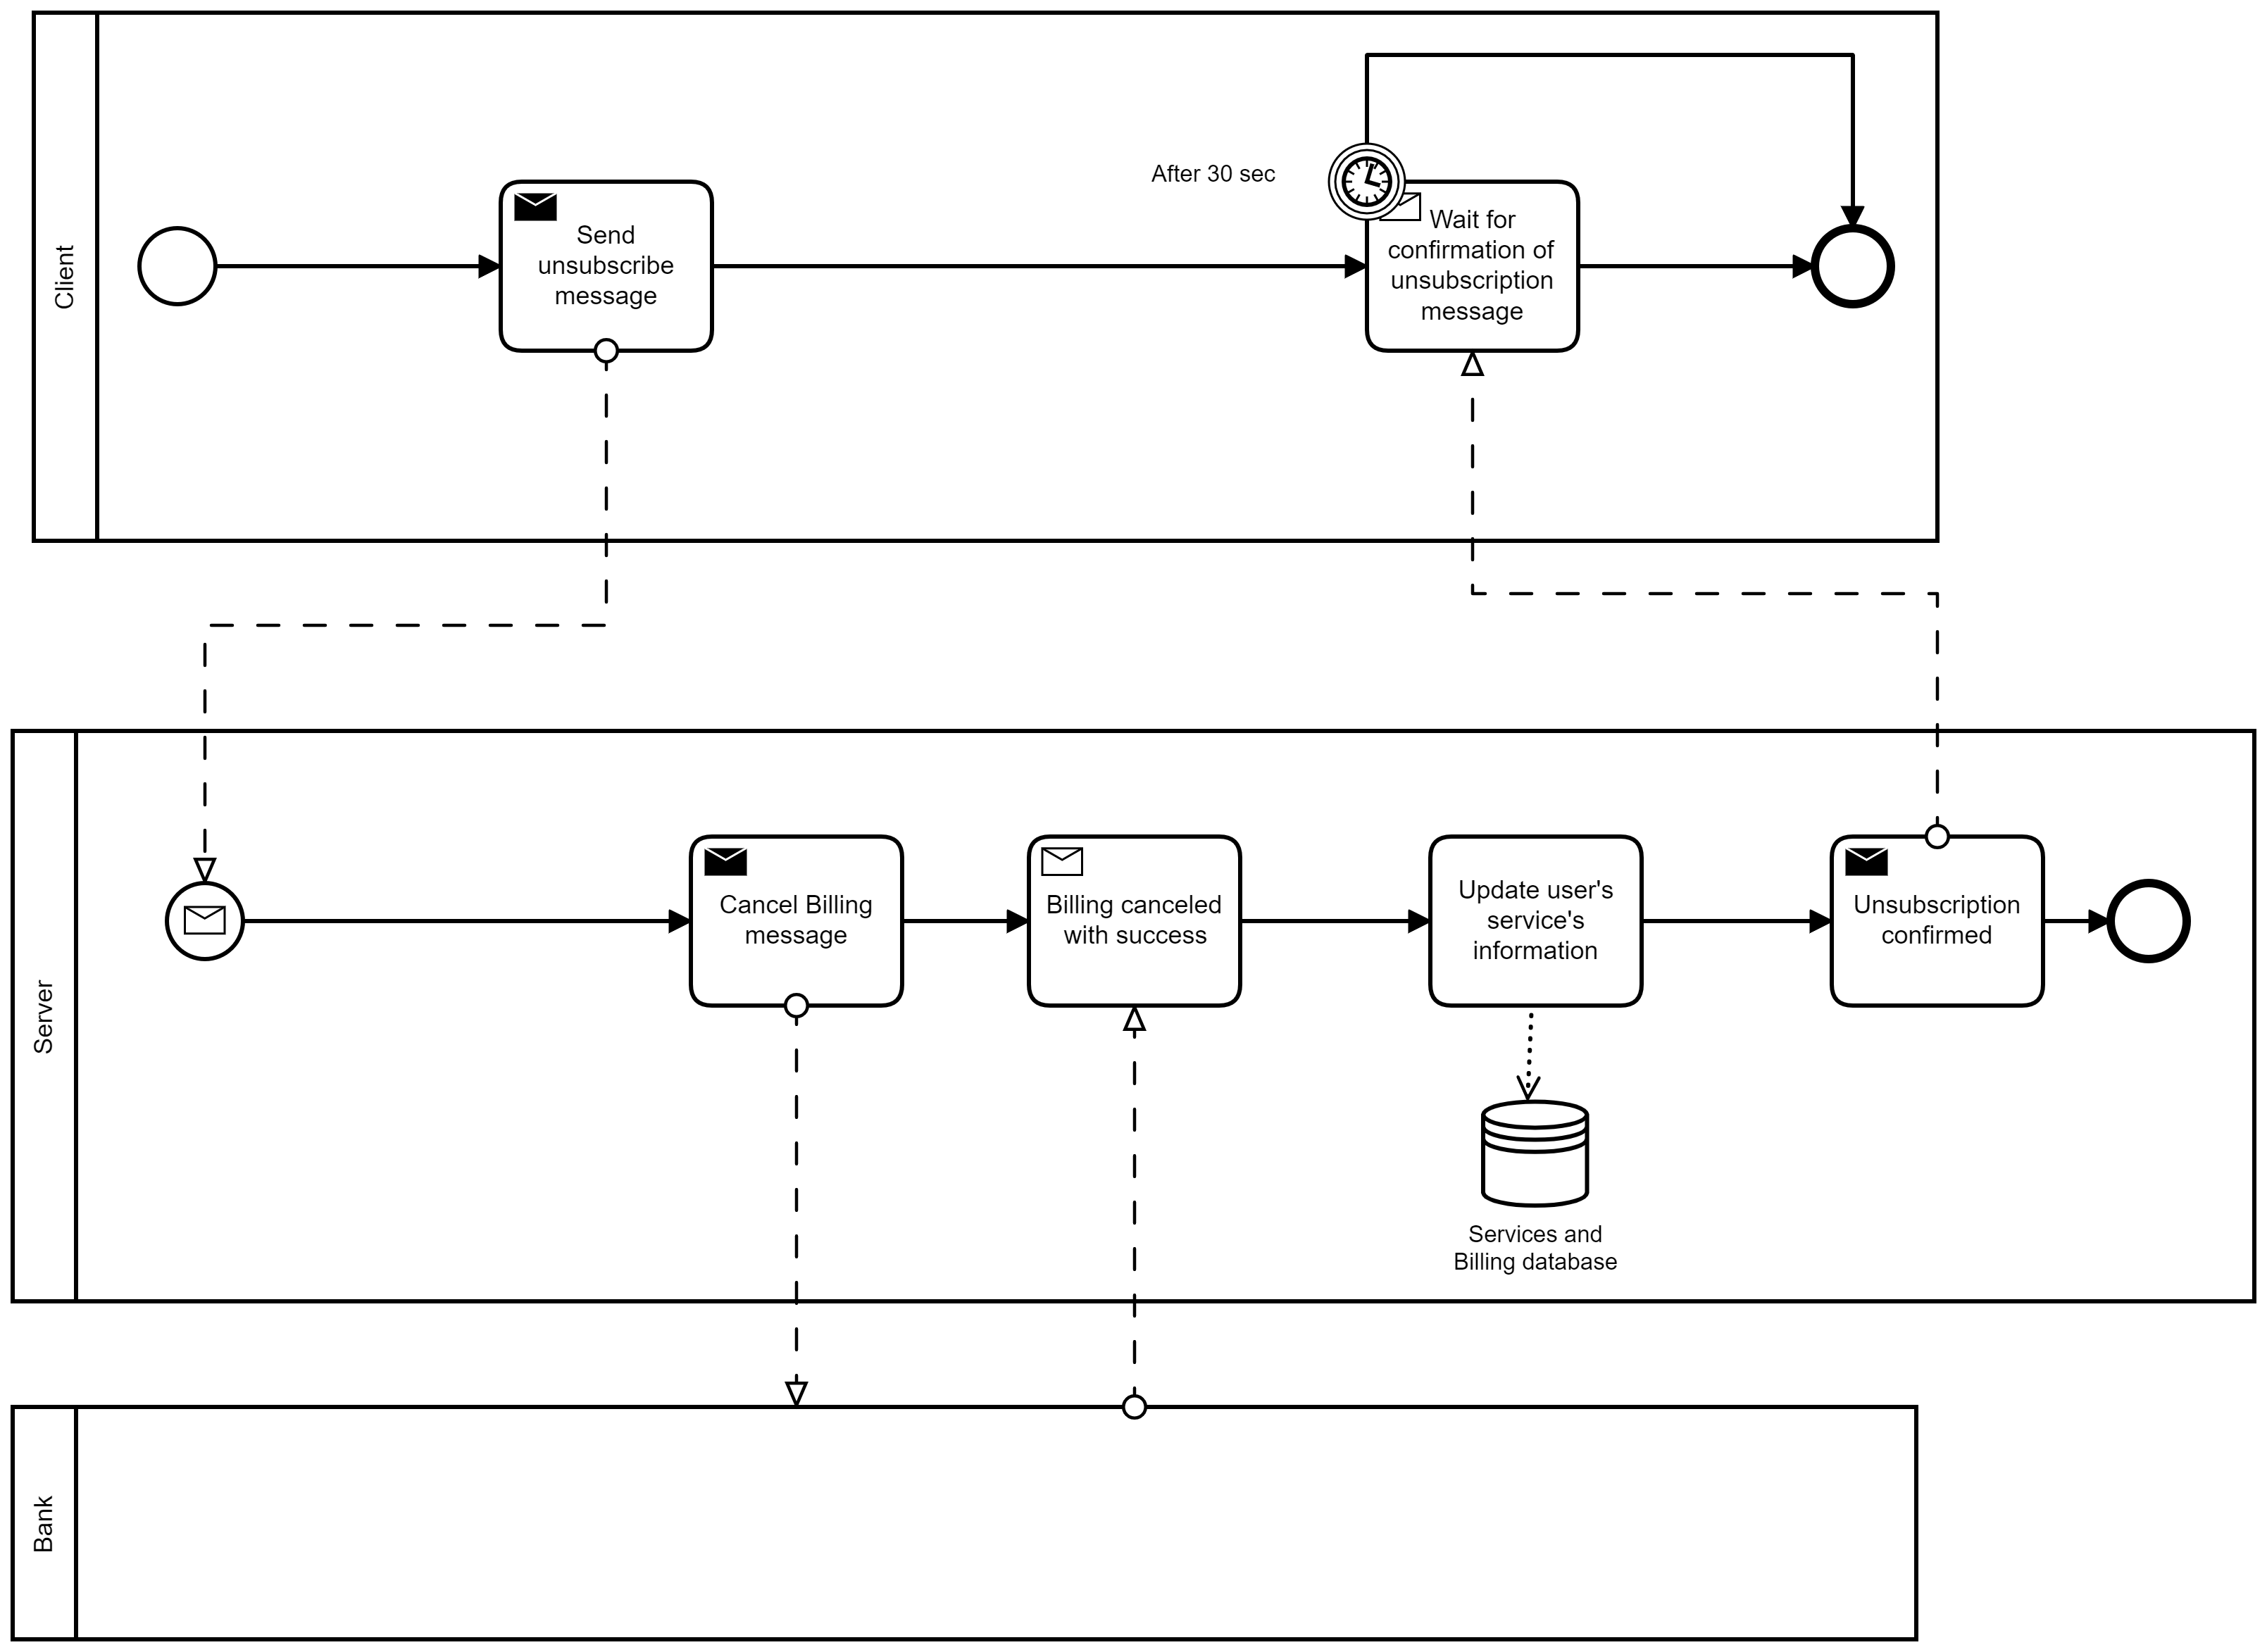 Client
Send
unsubscribe
message
After 30 sec
Wait for
confirmation of
unsubscription
message
Server
Cancel Billing
message
Billing canceled
with success
Update user's
service's
information
Unsubscription
confirmed
Services and
Billing database
Bank